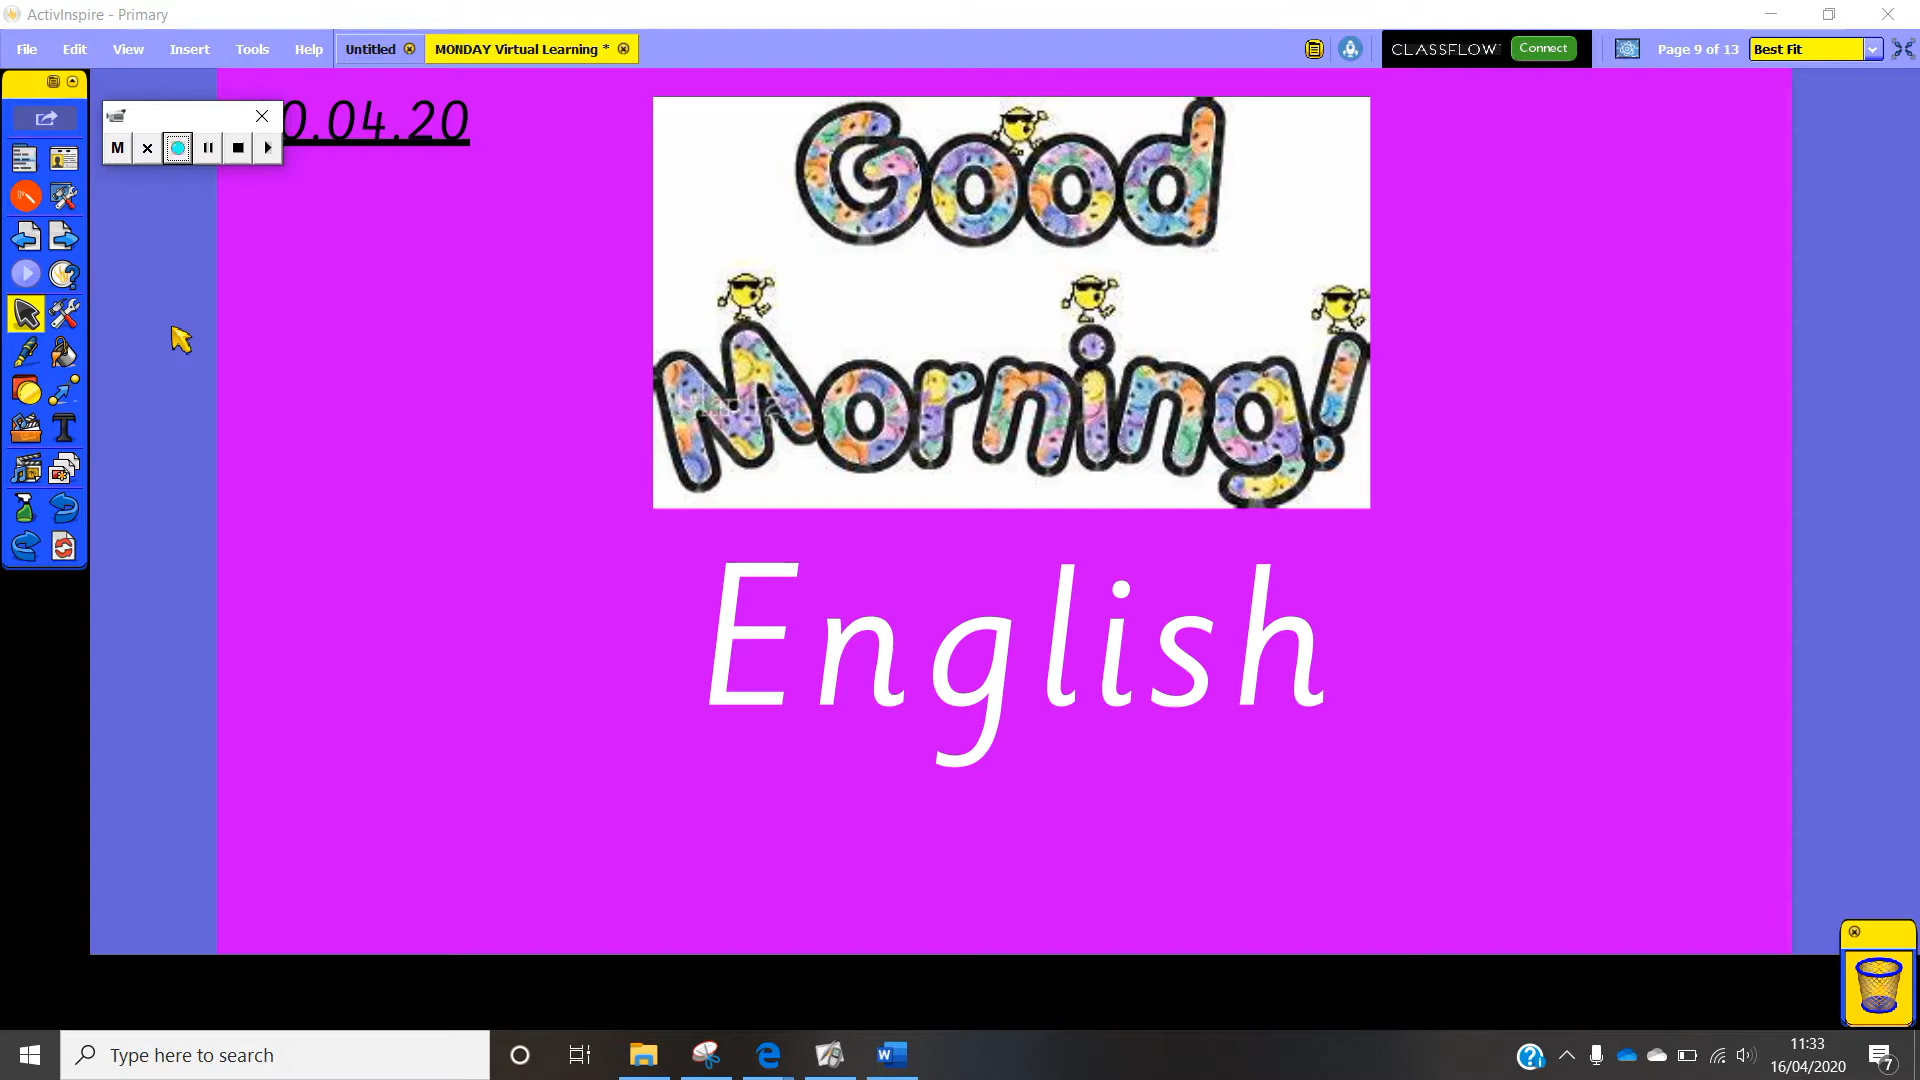 ActivInspire - Primary
File Edit View Insert Tools Help Untitled MONDAY Virtual Learning * CLASSFLOW Connect Page 9 of 13 Best Fit
M
0.04.20
Good
Morning!
English
Type here to search
11:33
16/04/2020
7